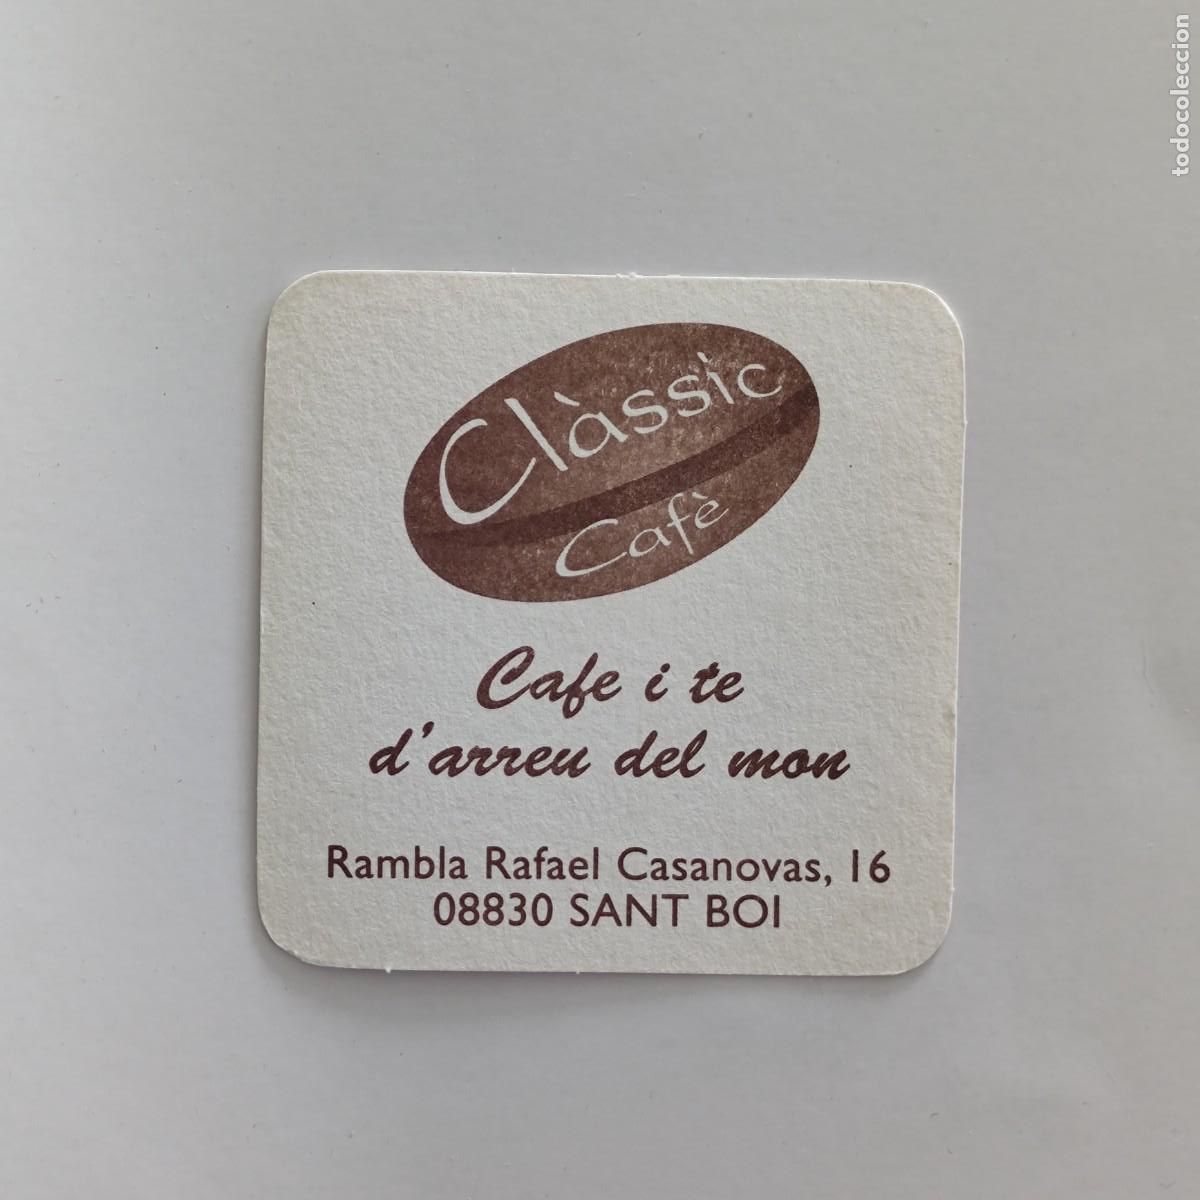 todocoleccion
Clàssic
Cafè
Cafe i te
d'arreu del mon
Rambla Rafael Casanovas, 16
08830 SANT BOI